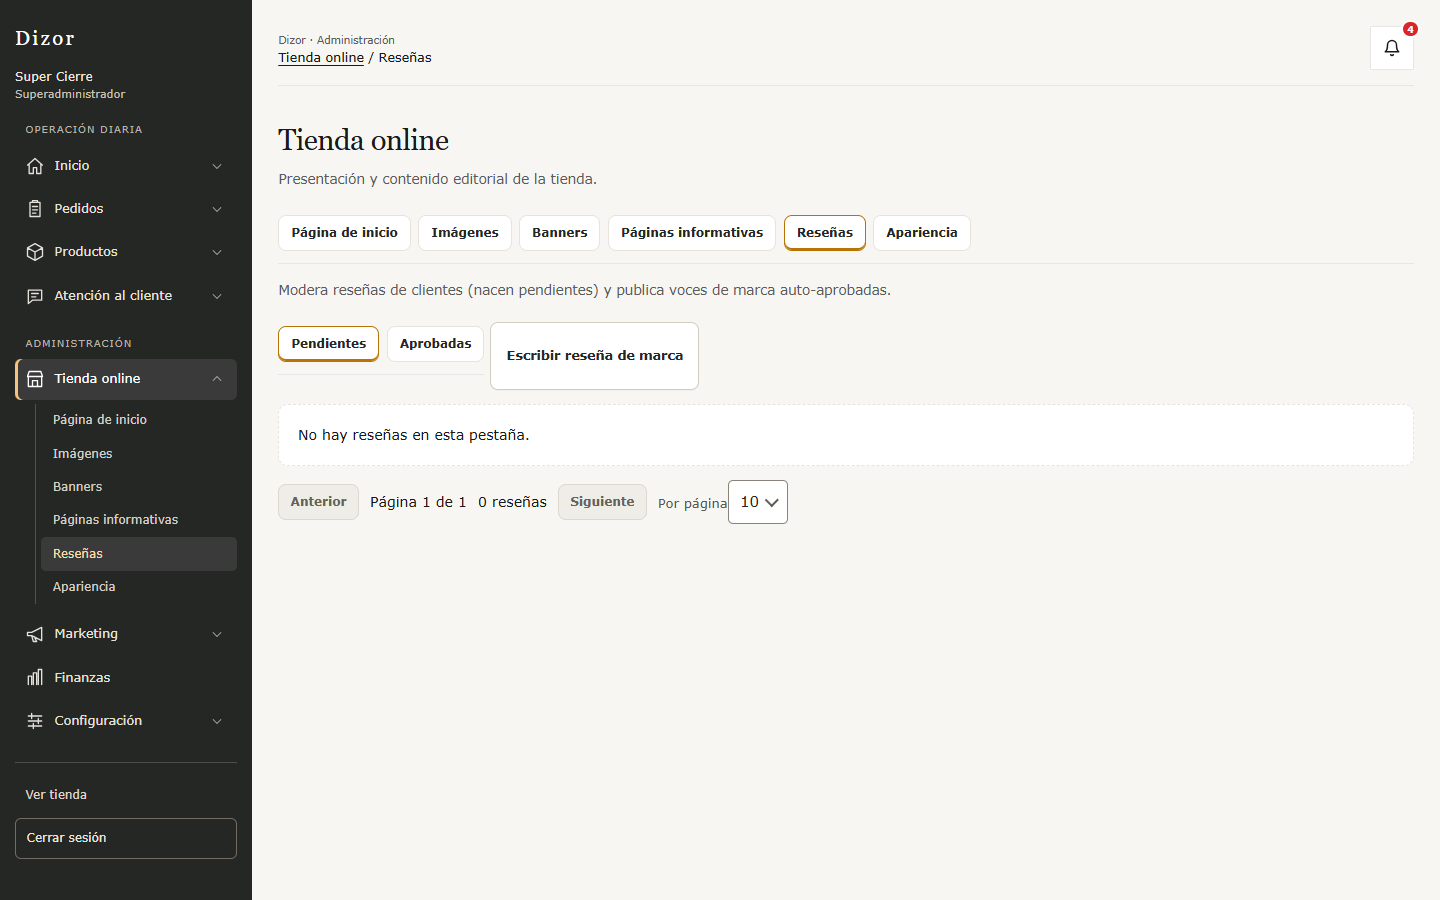 Dizor
Super Cierre
Superadministrador
OPERACIÓN DIARIA
Inicio
Pedidos
Productos
Atención al cliente
ADMINISTRACIÓN
Tienda online
Página de inicio
Imágenes
Banners
Páginas informativas
Reseñas
Apariencia
Marketing
Finanzas
Configuración
Ver tienda
Cerrar sesión
Dizor · Administración
Tienda online / Reseñas
4
Tienda online
Presentación y contenido editorial de la tienda.
Página de inicio Imágenes Banners Páginas informativas Reseñas Apariencia
Modera reseñas de clientes (nacen pendientes) y publica voces de marca auto-aprobadas.
Pendientes Aprobadas Escribir reseña de marca
No hay reseñas en esta pestaña.
Anterior Página 1 de 1 0 reseñas Siguiente Por página 10